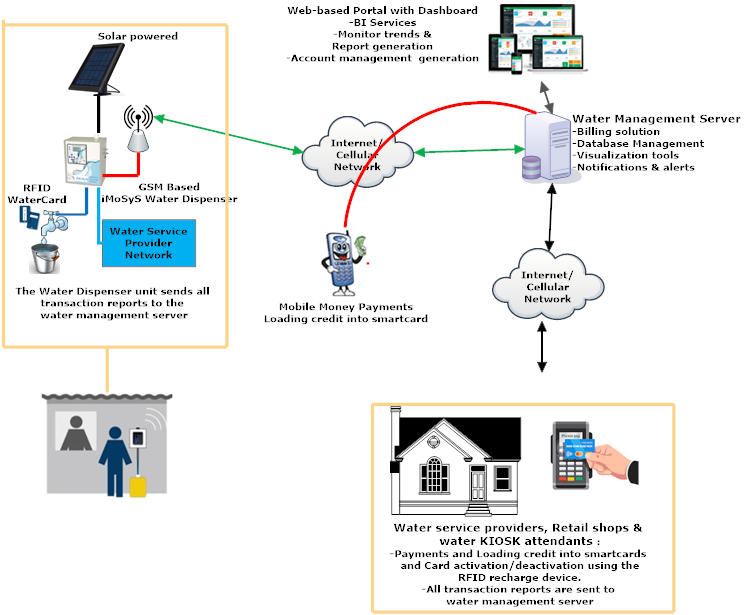 Web-based Portal with Dashboard
-BI Services
-Monitor trends &
Report generation
-Account management  generation
Solar powered
Water Management Server
-Billing solution
-Database Management
-Visualization tools
-Notifications & alerts
Internet/
Cellular
Network
RFID
WaterCard
GSM Based
iMoSyS Water Dispenser
Water Service
Provider
Network
The Water Dispenser unit sends all
transaction reports to the
water management server
Internet/
Cellular
Network
Mobile Money Payments
Loading credit into smartcard
Water service providers, Retail shops &
water KIOSK attendants :
-Payments and Loading credit into smartcards
and Card activation/deactivation using the
RFID recharge device.
-All transaction reports are sent to
water management server